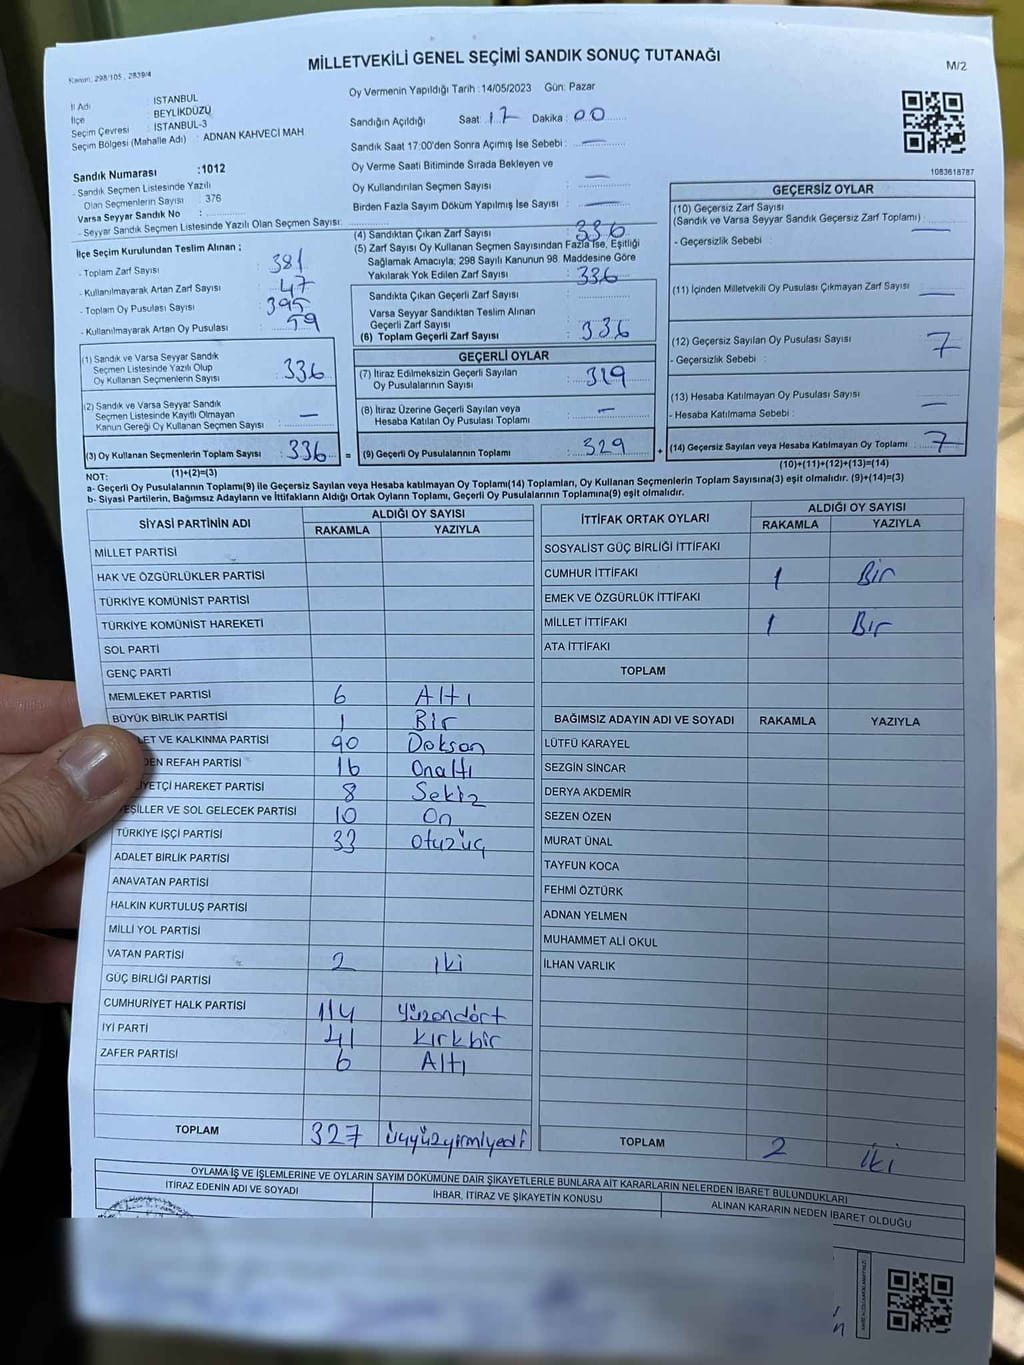 MİLLETVEKİLİ GENEL SEÇİMİ SANDIK SONUÇ TUTANAĞI
M/2
Kanun. 298/105 , 2839/4
İl Adı : İSTANBUL
İlçe : BEYLİKDÜZÜ
Seçim Çevresi : İSTANBUL-3
Seçim Bölgesi (Mahalle Adı) : ADNAN KAHVECİ MAH
Oy Vermenin Yapıldığı Tarih : 14/05/2023 Gün: Pazar
Sandığın Açıldığı Saat : 17 Dakika : 00
Sandık Saat 17:00'den Sonra Açımış İse Sebebi : —
Oy Verme Saati Bitiminde Sırada Bekleyen ve
Oy Kullandırılan Seçmen Sayısı : —
Birden Fazla Sayım Döküm Yapılmış İse Sayısı : —
1083618787
Sandık Numarası :1012
- Sandık Seçmen Listesinde Yazılı
Olan Seçmenlerin Sayısı : 376
Varsa Seyyar Sandık No :
- Seyyar Sandık Seçmen Listesinde Yazılı Olan Seçmen Sayısı:
İlçe Seçim Kurulundan Teslim Alınan ;
- Toplam Zarf Sayısı : 381
- Kullanılmayarak Artan Zarf Sayısı : 47
- Toplam Oy Pusulası Sayısı : 395
- Kullanılmayarak Artan Oy Pusulası : 59
(1) Sandık ve Varsa Seyyar Sandık
Seçmen Listesinde Yazılı Olup
Oy Kullanan Seçmenlerin Sayısı : 336
(2) Sandık ve Varsa Seyyar Sandık
Seçmen Listesinde Kayıtlı Olmayan
Kanun Gereği Oy Kullanan Seçmen Sayısı : —
(3) Oy Kullanan Seçmenlerin Toplam Sayısı : 336
(1)+(2)=(3)
(4) Sandıktan Çıkan Zarf Sayısı : 336
(5) Zarf Sayısı Oy Kullanan Seçmen Sayısından Fazla İse, Eşitliği
Sağlamak Amacıyla; 298 Sayılı Kanunun 98. Maddesine Göre
Yakılarak Yok Edilen Zarf Sayısı : 336
Sandıkta Çıkan Geçerli Zarf Sayısı :
Varsa Seyyar Sandıktan Teslim Alınan
Geçerli Zarf Sayısı :
(6) Toplam Geçerli Zarf Sayısı : 336
GEÇERLİ OYLAR
(7) İtiraz Edilmeksizin Geçerli Sayılan
Oy Pusulalarının Sayısı : 319
(8) İtiraz Üzerine Geçerli Sayılan veya
Hesaba Katılan Oy Pusulası Toplamı : —
= (9) Geçerli Oy Pusulalarının Toplamı : 329
GEÇERSİZ OYLAR
(10) Geçersiz Zarf Sayısı
(Sandık ve Varsa Seyyar Sandık Geçersiz Zarf Toplamı) : —
- Geçersizlik Sebebi :
(11) İçinden Milletvekili Oy Pusulası Çıkmayan Zarf Sayısı : —
(12) Geçersiz Sayılan Oy Pusulası Sayısı : 7
- Geçersizlik Sebebi :
(13) Hesaba Katılmayan Oy Pusulası Sayısı : —
- Hesaba Katılmama Sebebi :
+ (14) Geçersiz Sayılan veya Hesaba Katılmayan Oy Toplamı : 7
(10)+(11)+(12)+(13)=(14)
NOT:
a- Geçerli Oy Pusulalarının Toplamı(9) ile Geçersiz Sayılan veya Hesaba katılmayan Oy Toplamı(14) Toplamları, Oy Kullanan Seçmenlerin Toplam Sayısına(3) eşit olmalıdır. (9)+(14)=(3)
b- Siyasi Partilerin, Bağımsız Adayların ve İttifakların Aldığı Ortak Oyların Toplamı, Geçerli Oy Pusulalarının Toplamına(9) eşit olmalıdır.
SİYASİ PARTİNİN ADI ALDIĞI OY SAYISI
RAKAMLA YAZIYLA
MİLLET PARTİSİ
HAK VE ÖZGÜRLÜKLER PARTİSİ
TÜRKİYE KOMÜNİST PARTİSİ
TÜRKİYE KOMÜNİST HAREKETİ
SOL PARTİ
GENÇ PARTİ
MEMLEKET PARTİSİ 6 Altı
BÜYÜK BİRLİK PARTİSİ 1 Bir
LET VE KALKINMA PARTİSİ 90 Doksan
DEN REFAH PARTİSİ 16 Onaltı
İYETÇİ HAREKET PARTİSİ 8 Sekiz
EŞİLLER VE SOL GELECEK PARTİSİ 10 On
TÜRKİYE İŞÇİ PARTİSİ 33 Otuzüç
ADALET BİRLİK PARTİSİ
ANAVATAN PARTİSİ
HALKIN KURTULUŞ PARTİSİ
MİLLİ YOL PARTİSİ
VATAN PARTİSİ 2 İki
GÜÇ BİRLİĞİ PARTİSİ
CUMHURİYET HALK PARTİSİ 114 Yüzondört
İYİ PARTİ 41 Kırkbir
ZAFER PARTİSİ 6 Altı
TOPLAM 327 üçyüzyirmiyedi
İTTİFAK ORTAK OYLARI ALDIĞI OY SAYISI
RAKAMLA YAZIYLA
SOSYALİST GÜÇ BİRLİĞİ İTTİFAKI
CUMHUR İTTİFAKI 1 Bir
EMEK VE ÖZGÜRLÜK İTTİFAKI
MİLLET İTTİFAKI 1 Bir
ATA İTTİFAKI
TOPLAM
BAĞIMSIZ ADAYIN ADI VE SOYADI RAKAMLA YAZIYLA
LÜTFÜ KARAYEL
SEZGİN SİNCAR
DERYA AKDEMİR
SEZEN ÖZEN
MURAT ÜNAL
TAYFUN KOCA
FEHMİ ÖZTÜRK
ADNAN YELMEN
MUHAMMET ALİ OKUL
İLHAN VARLIK
TOPLAM 2 İki
OYLAMA İŞ VE İŞLEMLERİNE VE OYLARIN SAYIM DÖKÜMÜNE DAİR ŞİKAYETLERLE BUNLARA AİT KARARLARIN NELERDEN İBARET BULUNDUKLARI
İTİRAZ EDENİN ADI VE SOYADI
İHBAR, İTİRAZ VE ŞİKAYETİN KONUSU
ALINAN KARARIN NEDEN İBARET OLDUĞU